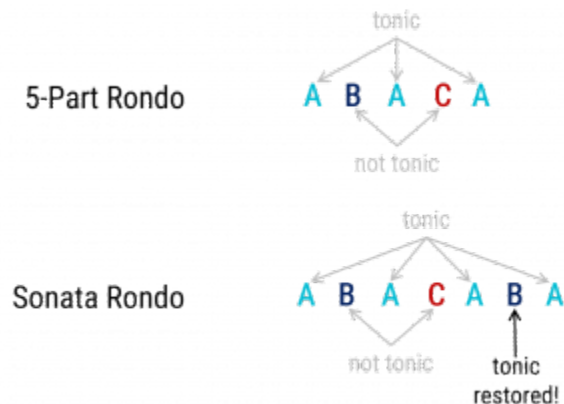 tonic
5-Part Rondo A B A C A
not tonic
tonic
Sonata Rondo A B A C A B A
not tonic
tonic
restored!